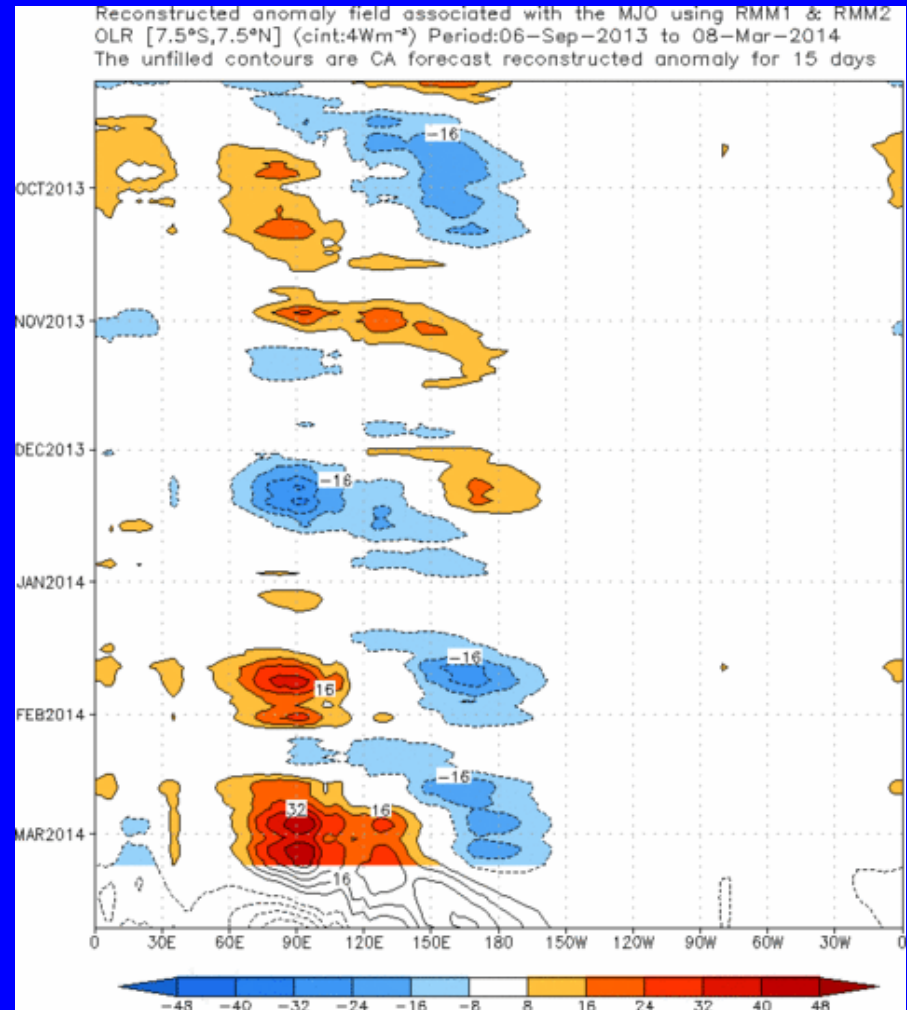 Reconstructed anomaly field associated with the MJO using RMM1 & RMM2
OLR [7.5°S,7.5°N] (cint:4Wm⁻²) Period:06-Sep-2013 to 08-Mar-2014
The unfilled contours are CA forecast reconstructed anomaly for 15 days
-16
OCT2013
NOV2013
DEC2013
-16
JAN2014
-16
16
FEB2014
-16
32
16
MAR2014
16
0 30E 60E 90E 120E 150E 180 150W 120W 90W 60W 30W 0
-48 -40 -32 -24 -16 -8 8 16 24 32 40 48